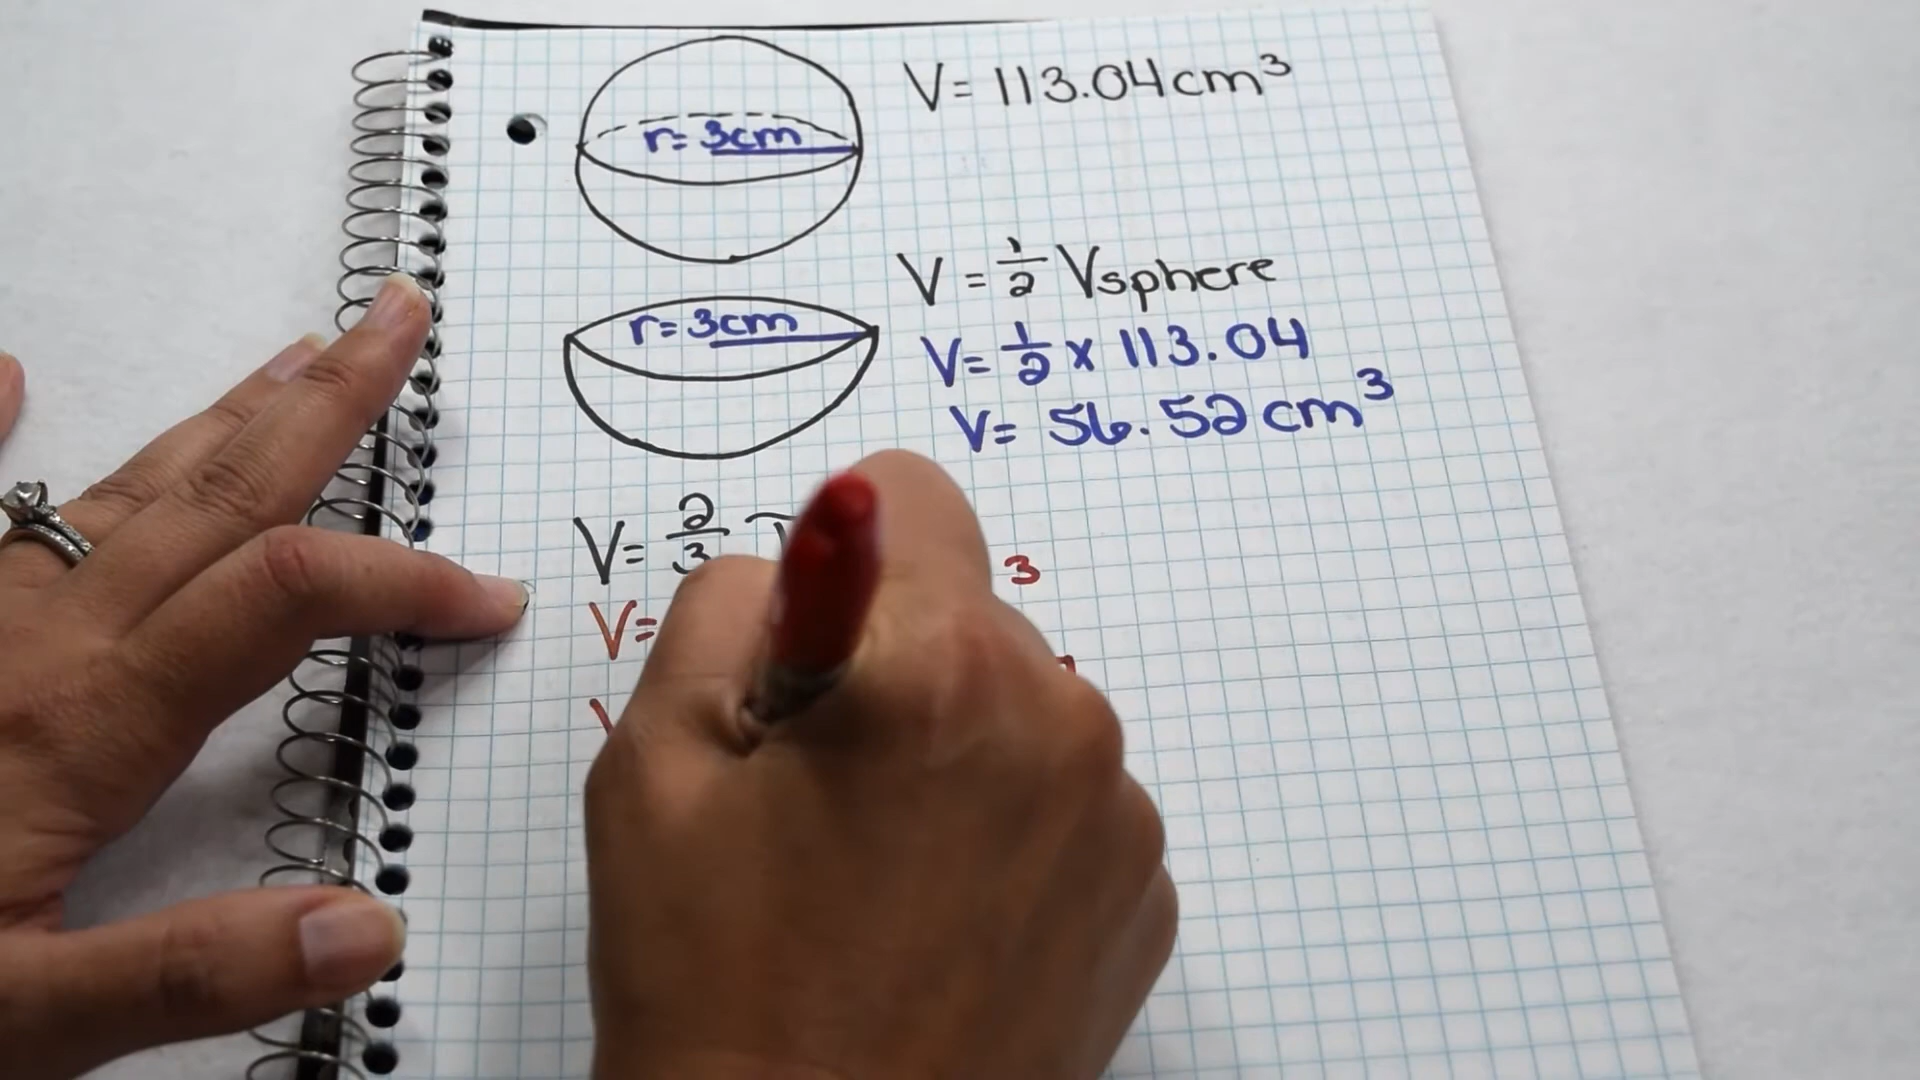 r= 3cm
V= 113.04cm³
V = 1/2 Vsphere
r= 3cm
V= 1/2 x 113.04
V= 56.52 cm³
V= 2/3
3
V=